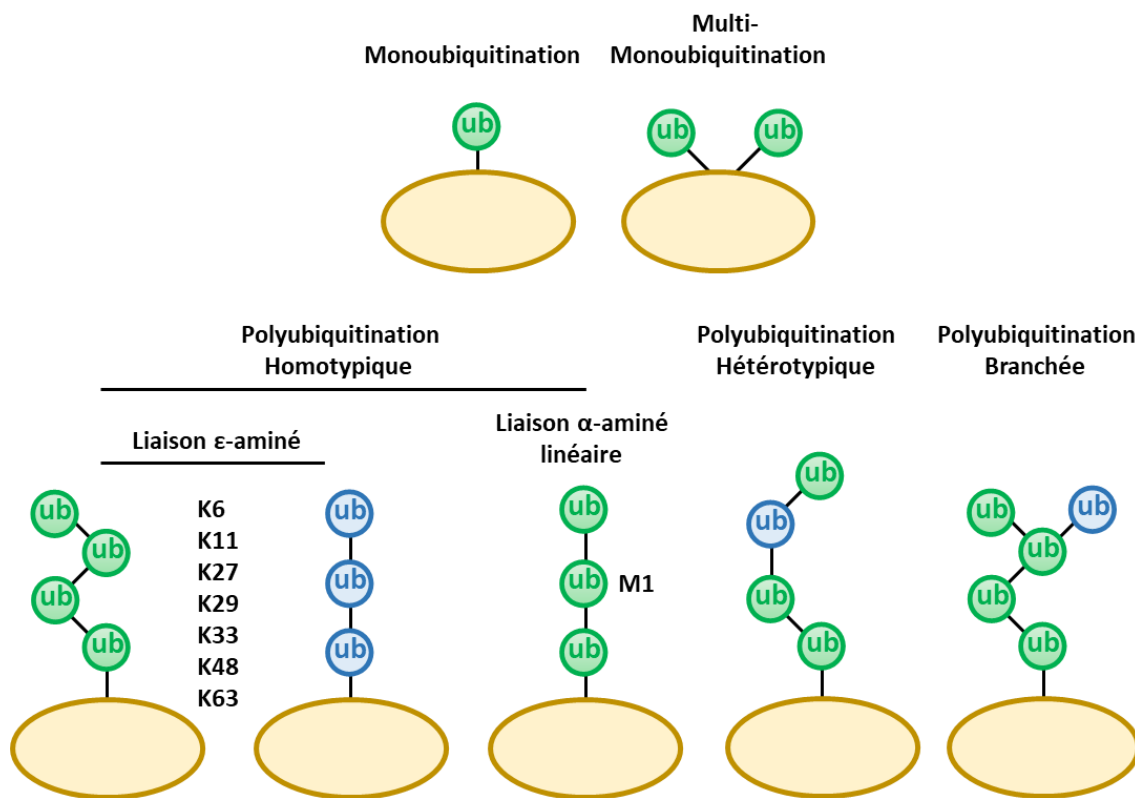 Monoubiquitination
Multi-
Monoubiquitination
ub
ub
ub
Polyubiquitination
Homotypique
Polyubiquitination
Hétérotypique
Polyubiquitination
Branchée
Liaison ε-aminé
Liaison α-aminé
linéaire
ub
ub
ub
ub
K6
K11
K27
K29
K33
K48
K63
ub
ub
ub
ub
ub
M1
ub
ub
ub
ub
ub
ub
ub
ub
ub
ub